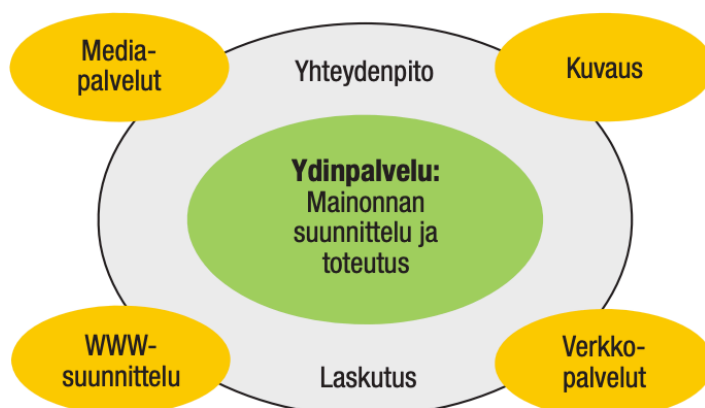 Media-
palvelut
Yhteydenpito
Kuvaus
Ydinpalvelu:
Mainonnan
suunnittelu ja
toteutus
WWW-
suunnittelu
Laskutus
Verkko-
palvelut